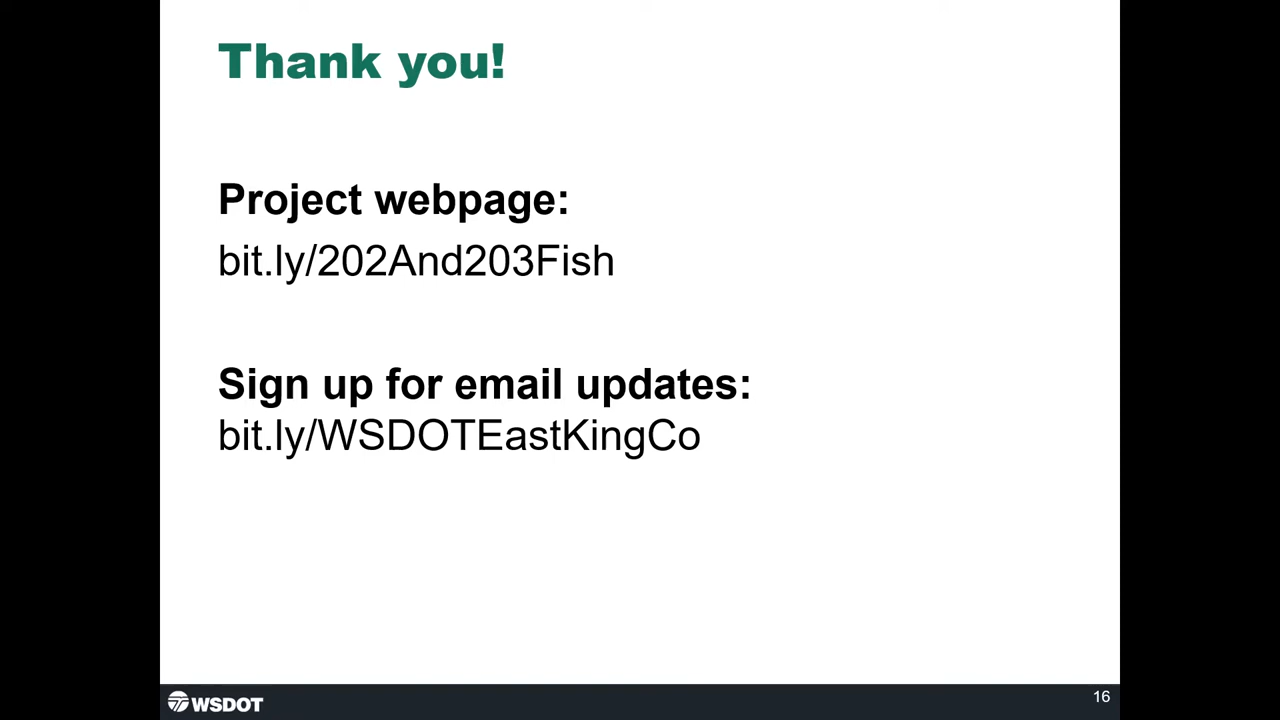 Thank you!
Project webpage:
bit.ly/202And203Fish
Sign up for email updates:
bit.ly/WSDOTEastKingCo
WSDOT
16